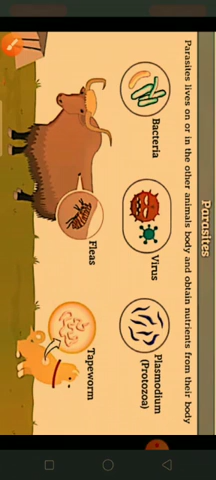 Parasites
Parasites lives on or in the other animals body and obtain nutrients from their body
Bacteria
Virus
Plasmodium
(Protozoa)
Fleas
Tapeworm